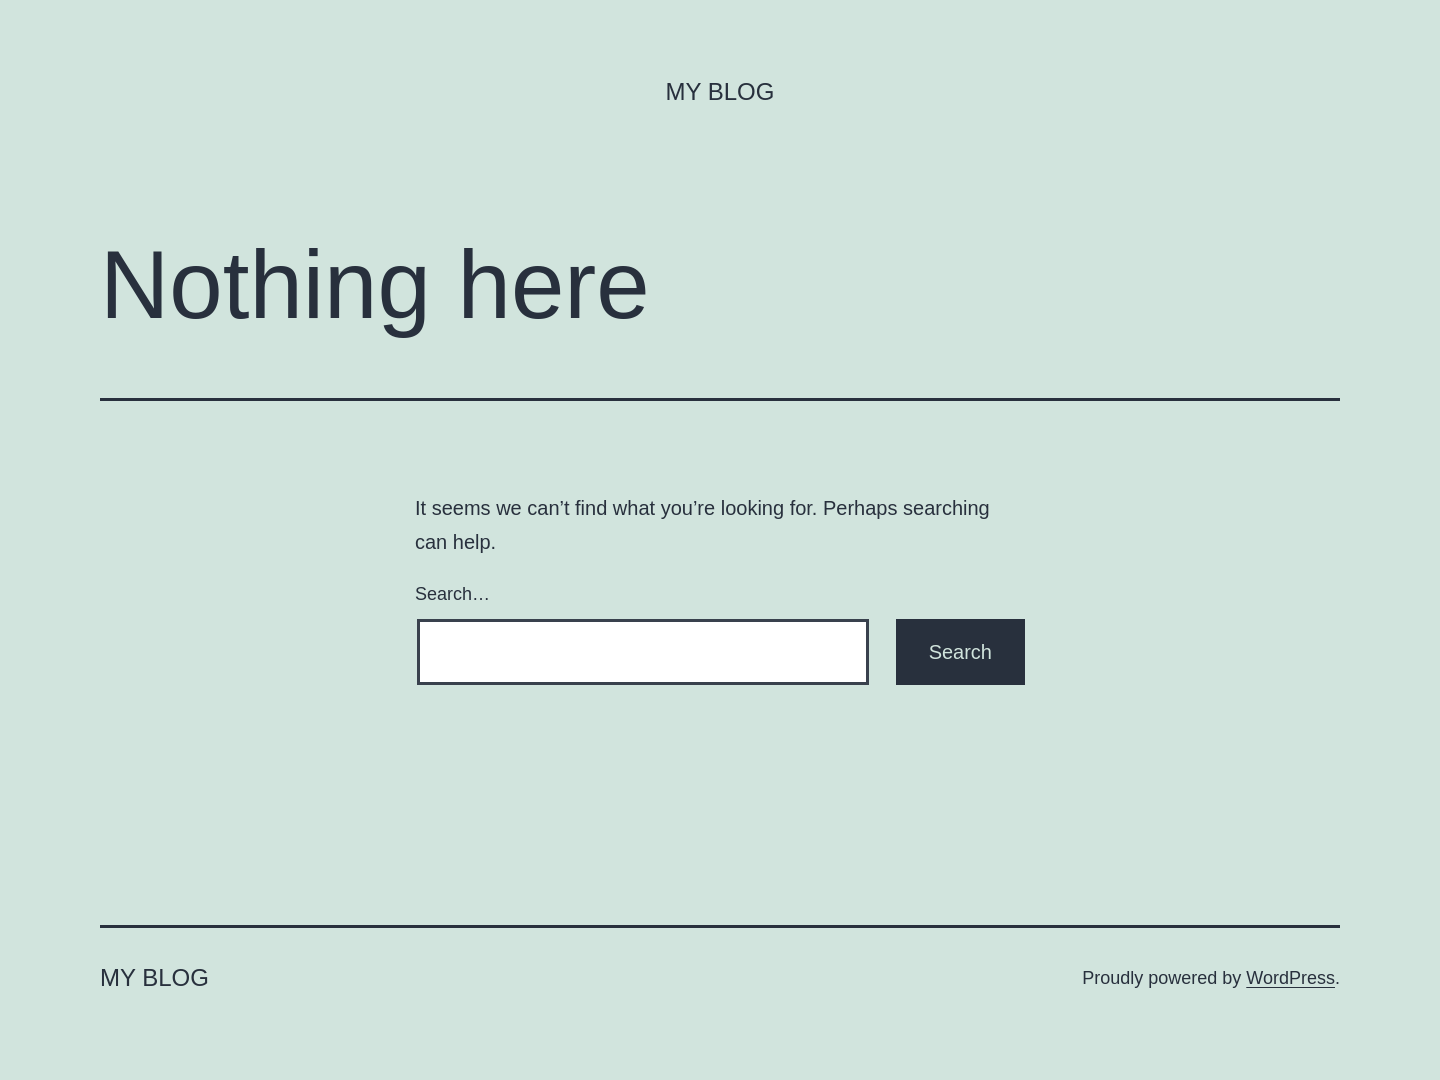 MY BLOG
Nothing here
It seems we can’t find what you’re looking for. Perhaps searching
can help.
Search…
Search
MY BLOG
Proudly powered by WordPress.